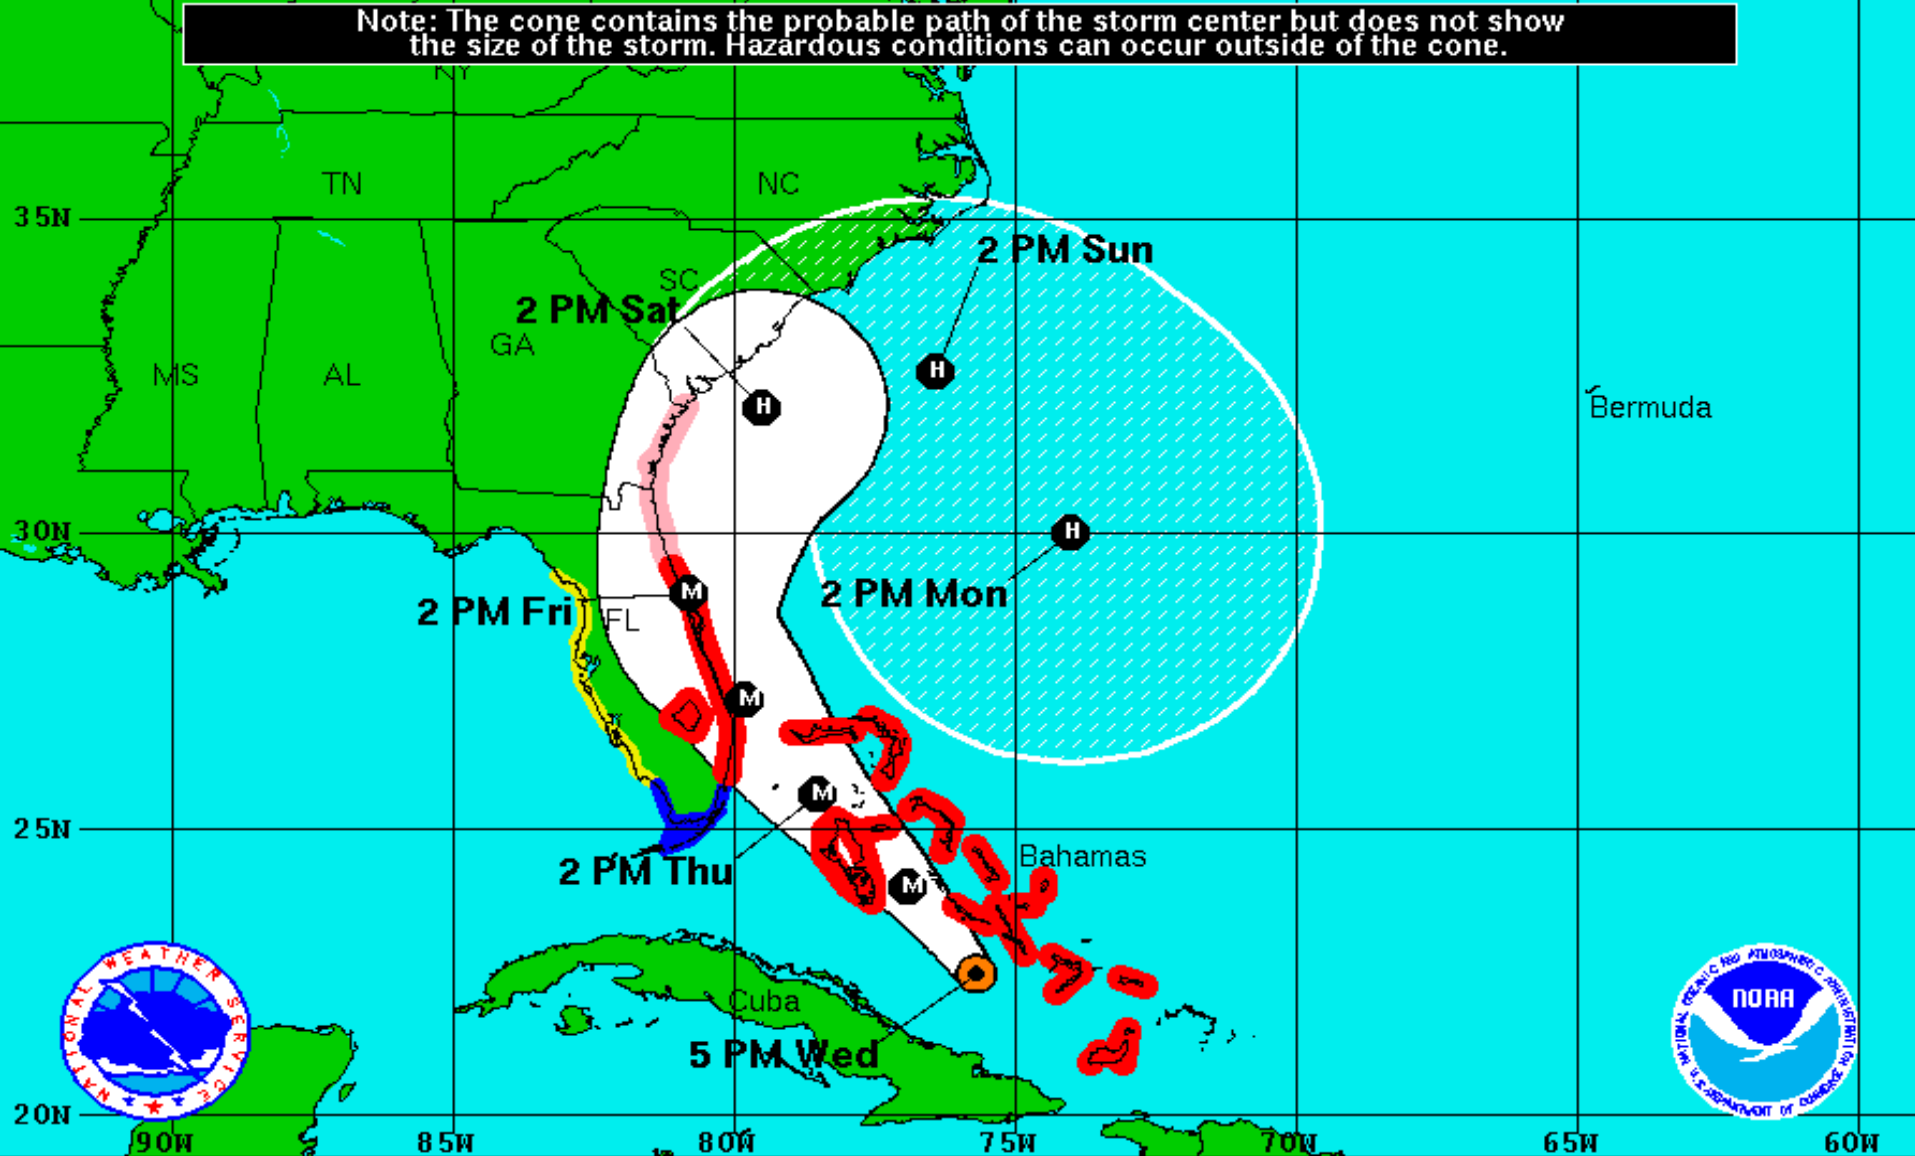 Note: The cone contains the probable path of the storm center but does not show
the size of the storm. Hazardous conditions can occur outside of the cone.
KY
TN
NC
35N
2 PM Sun
SC
2 PM Sat
GA
MS
AL
H
H
Bermuda
30N
H
M
2 PM Fri
FL
2 PM Mon
M
M
25N
Bahamas
2 PM Thu
M
NATIONAL WEATHER SERVICE
Cuba
NOAA
5 PM Wed
20N
90W
85W
80W
75W
70W
65W
60W